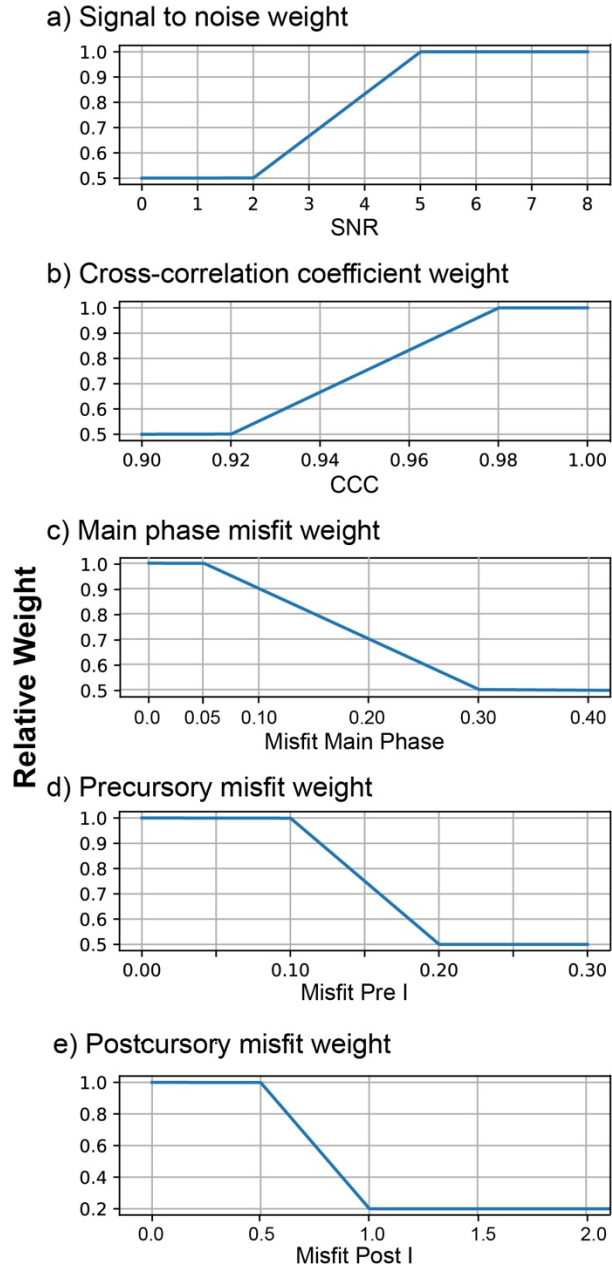 a) Signal to noise weight
1.0
0.9
0.8
0.7
0.6
0.5
0 1 2 3 4 5 6 7 8
SNR
b) Cross-correlation coefficient weight
1.0
0.9
0.8
0.7
0.6
0.5
0.90 0.92 0.94 0.96 0.98 1.00
CCC
Relative Weight
c) Main phase misfit weight
1.0
0.9
0.8
0.7
0.6
0.5
0.0 0.05 0.10 0.20 0.30 0.40
Misfit Main Phase
d) Precursory misfit weight
1.0
0.9
0.8
0.7
0.6
0.5
0.00 0.10 0.20 0.30
Misfit Pre I
e) Postcursory misfit weight
1.0
0.8
0.6
0.4
0.2
0.0 0.5 1.0 1.5 2.0
Misfit Post I